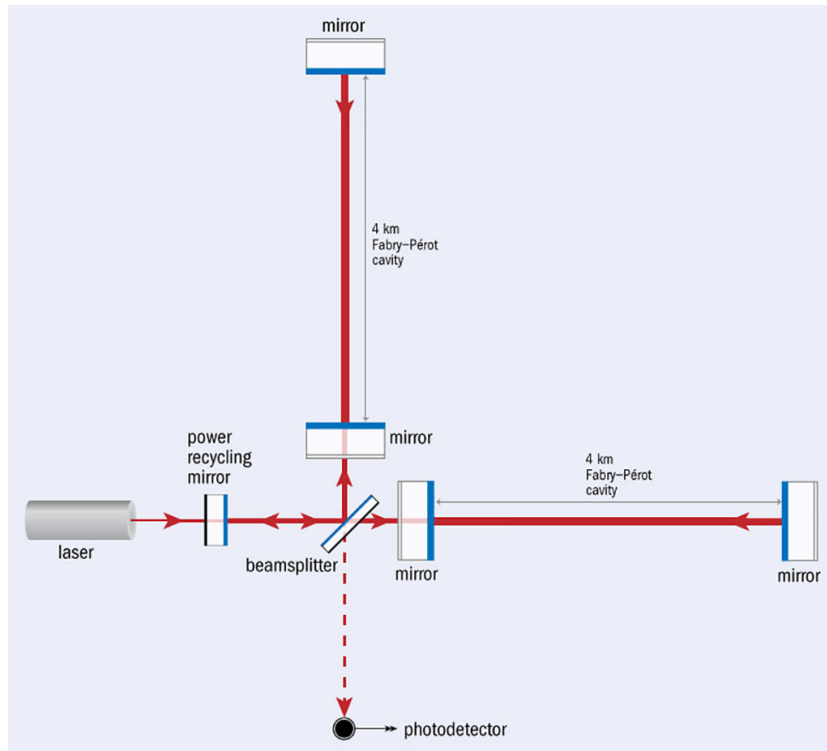 mirror
4 km
Fabry–Pérot
cavity
mirror
power
recycling
mirror
4 km
Fabry–Pérot
cavity
laser
beamsplitter
mirror
mirror
photodetector